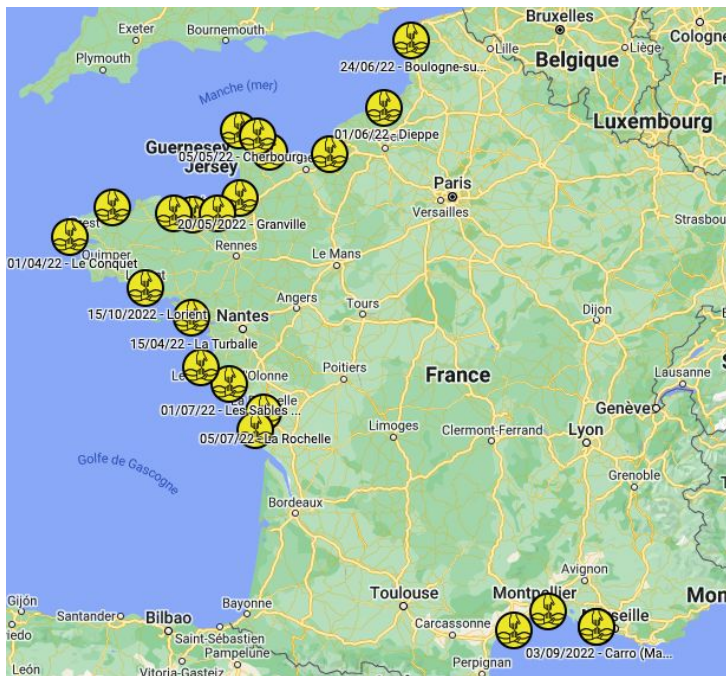 Exeter
Bournemouth
Plymouth
Bruxelles
Lille
Liège
Cologne
24/06/22 - Boulogne-su...
Belgique
Manche (mer)
Luxembourg
01/06/22 - Dieppe
Guernesey
05/05/22 - Cherbourg
Jersey
Paris
Versailles
Strasbou
20/05/2022 - Granville
Rennes
Quimper
01/04/22 - Le Conquet
Le Mans
15/10/2022 - Lorient
Angers
Tours
Nantes
Dijon
15/04/22 - La Turballe
Lausanne
Poitiers
France
d'Olonne
01/07/22 - Les Sables ...
Genève
05/07/22 - La Rochelle
Limoges
Clermont-Ferrand
Lyon
Golfe de Gascogne
Grenoble
Bordeaux
Avignon
Gijón
Santander
Bilbao
Bayonne
Toulouse
Montpellier
Mon
Saint-Sébastien
Carcassonne
03/09/2022 - Carro (Ma...
León
Vitoria-Gasteiz
Pampelune
Perpignan